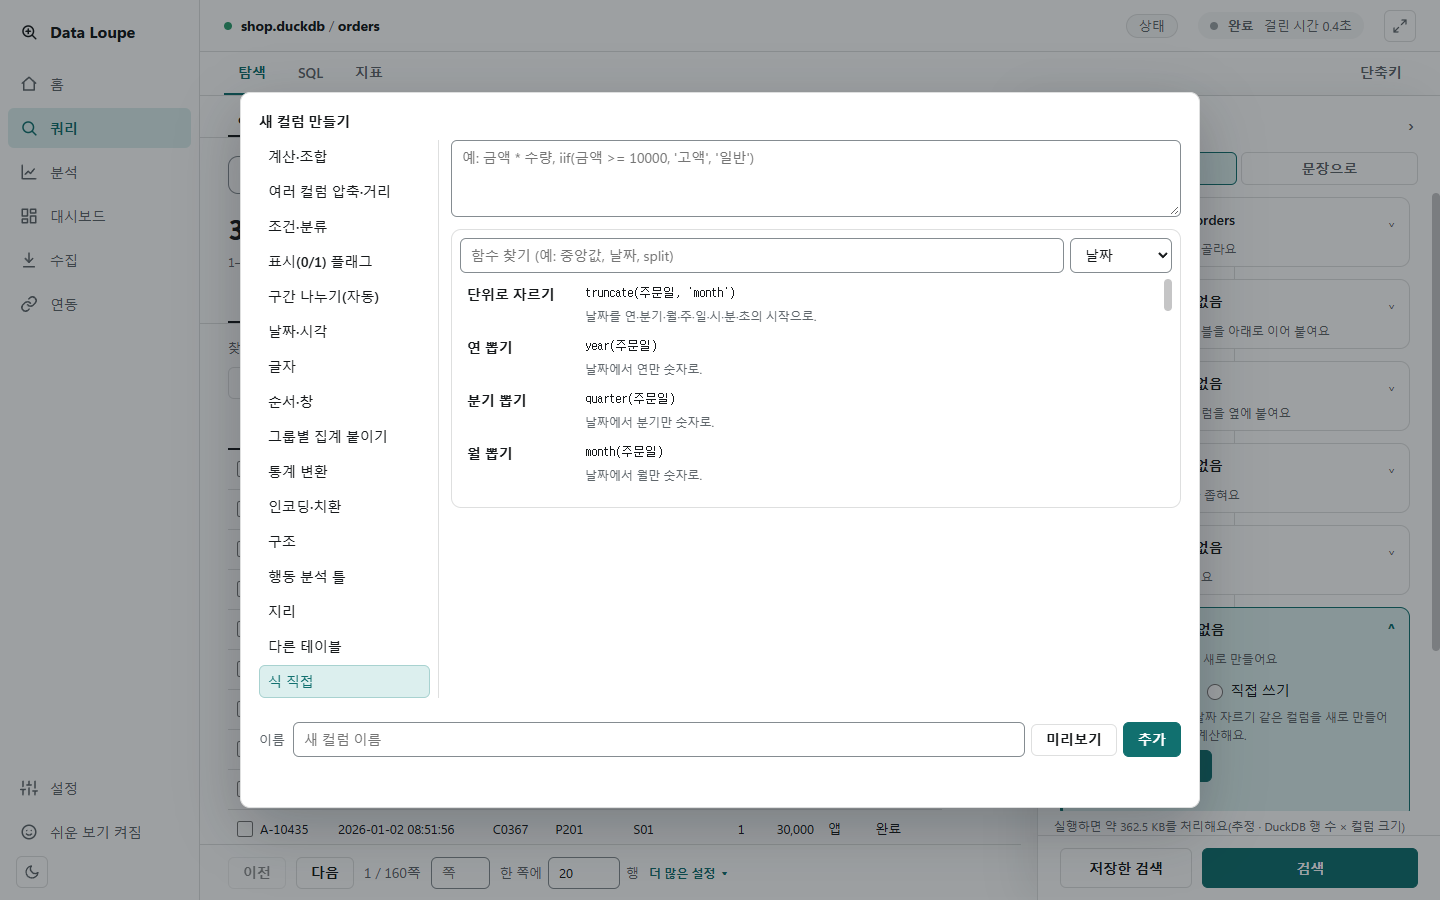 Data Loupe
홈
쿼리
분석
대시보드
수집
연동
설정
쉬운 보기 켜짐
shop.duckdb / orders
상태
완료 걸린 시간 0.4초
탐색
SQL
지표
단축키
문장으로
새 컬럼 만들기
계산·조합
여러 컬럼 압축·거리
조건·분류
표시(0/1) 플래그
구간 나누기(자동)
날짜·시각
글자
순서·창
그룹별 집계 붙이기
통계 변환
인코딩·치환
구조
행동 분석 틀
지리
다른 테이블
식 직접
예: 금액 * 수량, iif(금액 >= 10000, '고액', '일반')
함수 찾기 (예: 중앙값, 날짜, split)
날짜
단위로 자르기
truncate(주문일, 'month')
날짜를 연·분기·월·주·일·시·분·초의 시작으로.
연 뽑기
year(주문일)
날짜에서 연만 숫자로.
분기 뽑기
quarter(주문일)
날짜에서 분기만 숫자로.
월 뽑기
month(주문일)
날짜에서 월만 숫자로.
이름
새 컬럼 이름
미리보기
추가
3
1–
찾
orders
골라요
없음
블을 아래로 이어 붙여요
없음
럼을 옆에 붙여요
없음
좁혀요
없음
요
없음
새로 만들어요
직접 쓰기
날짜 자르기 같은 컬럼을 새로 만들어
계산해요.
A-10435 2026-01-02 08:51:56 C0367 P201 S01 1 30,000 앱 완료
실행하면 약 362.5 KB를 처리해요(추정 · DuckDB 행 수 × 컬럼 크기)
이전
다음
1 / 160쪽
쪽
한 쪽에
20
행
더 많은 설정
저장한 검색
검색